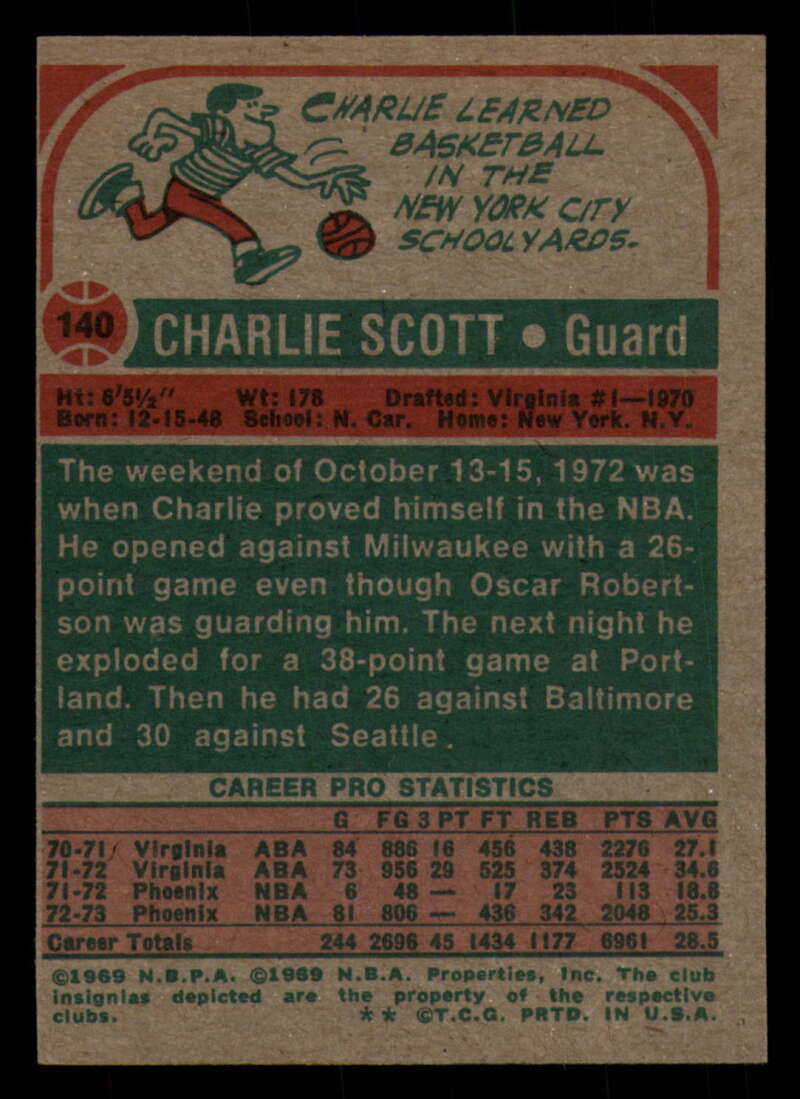 CHARLIE LEARNED
BASKETBALL
IN THE
NEW YORK CITY
SCHOOLYARDS.
140 CHARLIE SCOTT • Guard
Ht: 6'5½" Wt: 178 Drafted: Virginia #1—1970
Born: 12-15-48 School: N. Car. Home: New York. N.Y.
The weekend of October 13-15, 1972 was
when Charlie proved himself in the NBA.
He opened against Milwaukee with a 26-
point game even though Oscar Robert-
son was guarding him. The next night he
exploded for a 38-point game at Port-
land. Then he had 26 against Baltimore
and 30 against Seattle.
CAREER PRO STATISTICS
G FG 3 PT FT REB PTS AVG
70-71 Virginia ABA 84 886 16 456 438 2276 27.1
71-72 Virginia ABA 73 956 29 525 374 2524 34.6
71-72 Phoenix NBA 6 48 — 17 23 113 18.8
72-73 Phoenix NBA 81 806 — 436 342 2048 25.3
Career Totals 244 2696 45 1434 1177 6961 28.5
©1969 N.B.P.A. ©1969 N.B.A. Properties, Inc. The club
insignias depicted are the property of the respective
clubs. ** ©T.C.G. PRTD. IN U.S.A.